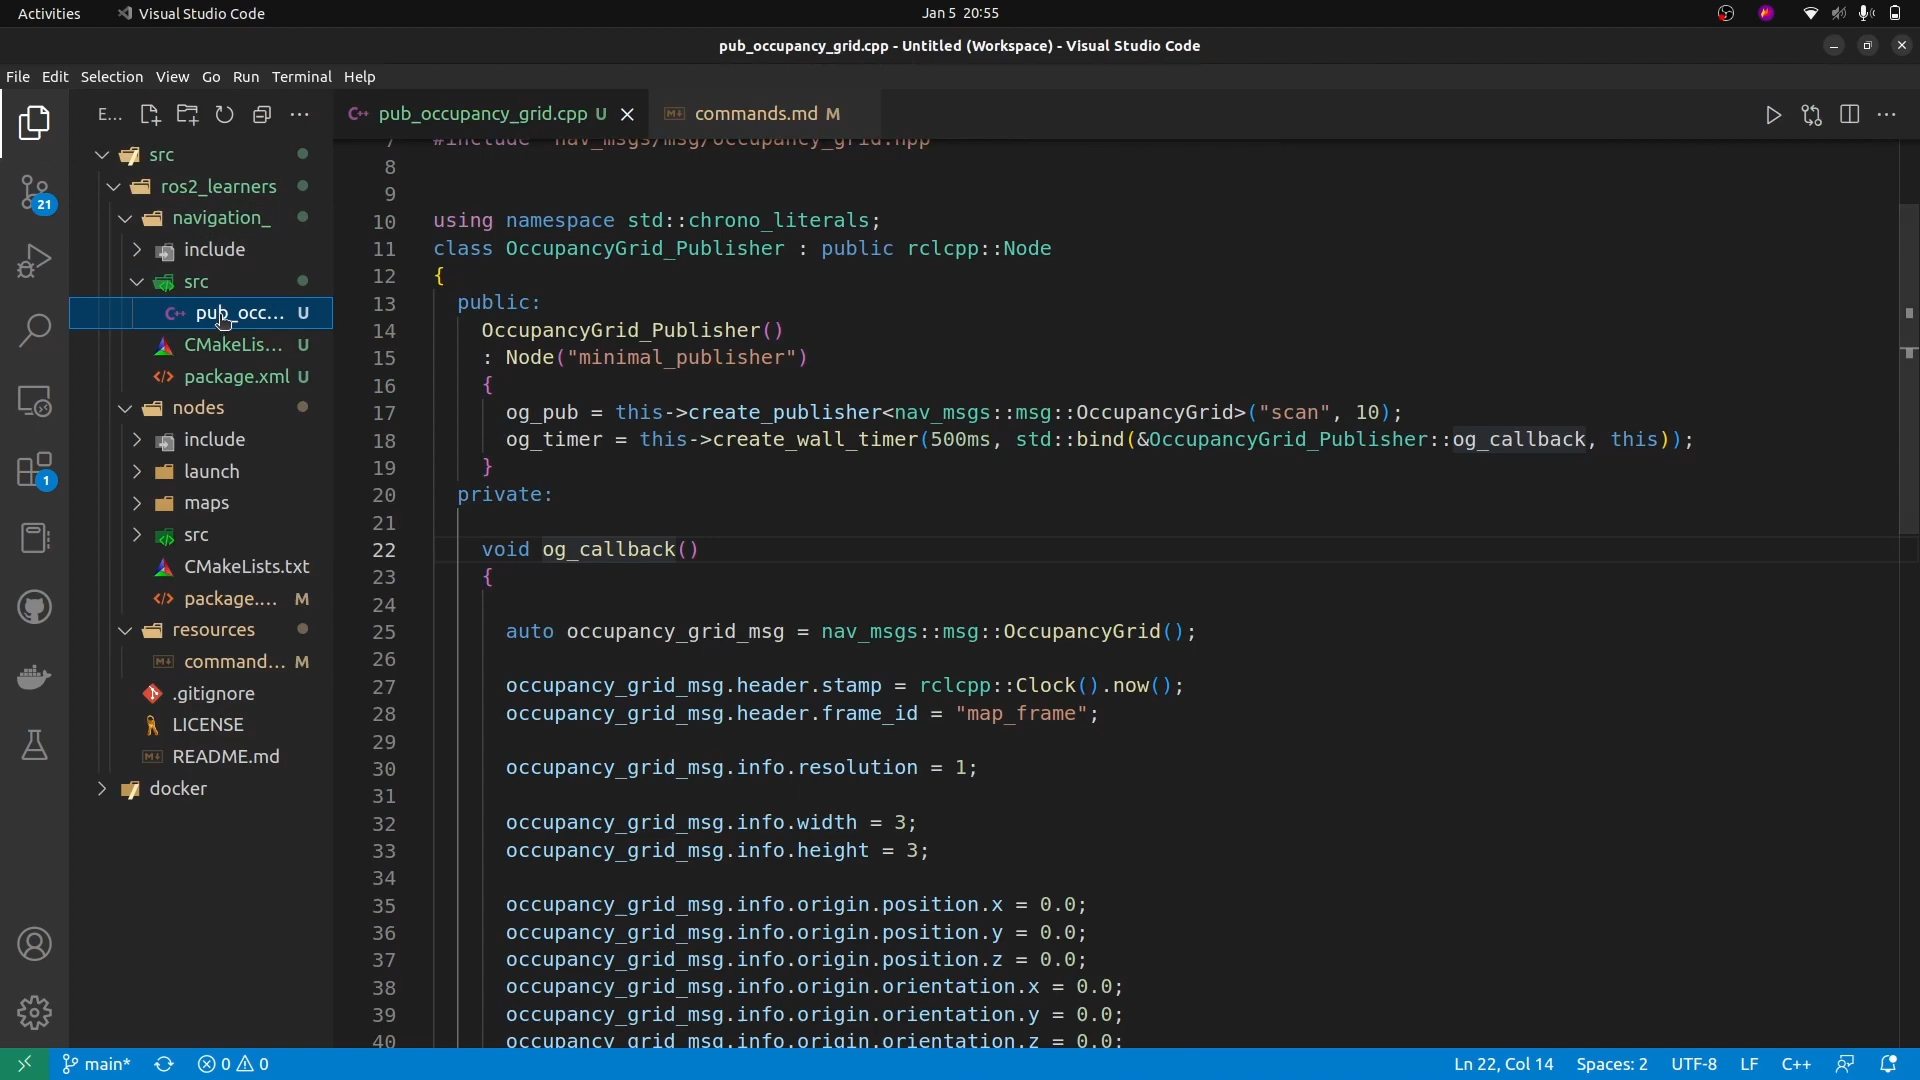 Activities
Visual Studio Code
Jan 5 20:55
pub_occupancy_grid.cpp - Untitled (Workspace) - Visual Studio Code
File Edit Selection View Go Run Terminal Help
E...
pub_occupancy_grid.cpp U
commands.md M
src
ros2_learners
navigation_
include
src
pub_occ... U
CMakeLis... U
package.xml U
nodes
include
launch
maps
src
CMakeLists.txt
package.... M
resources
command... M
.gitignore
LICENSE
README.md
docker
21
1
7 #include "nav_msgs/msg/occupancy_grid.hpp"
8
9
10 using namespace std::chrono_literals;
11 class OccupancyGrid_Publisher : public rclcpp::Node
12 {
13 public:
14 OccupancyGrid_Publisher()
15 : Node("minimal_publisher")
16 {
17 og_pub = this->create_publisher<nav_msgs::msg::OccupancyGrid>("scan", 10);
18 og_timer = this->create_wall_timer(500ms, std::bind(&OccupancyGrid_Publisher::og_callback, this));
19 }
20 private:
21
22 void og_callback()
23 {
24
25 auto occupancy_grid_msg = nav_msgs::msg::OccupancyGrid();
26
27 occupancy_grid_msg.header.stamp = rclcpp::Clock().now();
28 occupancy_grid_msg.header.frame_id = "map_frame";
29
30 occupancy_grid_msg.info.resolution = 1;
31
32 occupancy_grid_msg.info.width = 3;
33 occupancy_grid_msg.info.height = 3;
34
35 occupancy_grid_msg.info.origin.position.x = 0.0;
36 occupancy_grid_msg.info.origin.position.y = 0.0;
37 occupancy_grid_msg.info.origin.position.z = 0.0;
38 occupancy_grid_msg.info.origin.orientation.x = 0.0;
39 occupancy_grid_msg.info.origin.orientation.y = 0.0;
40 occupancy_grid_msg.info.origin.orientation.z = 0.0;
main* 0 0
Ln 22, Col 14 Spaces: 2 UTF-8 LF C++